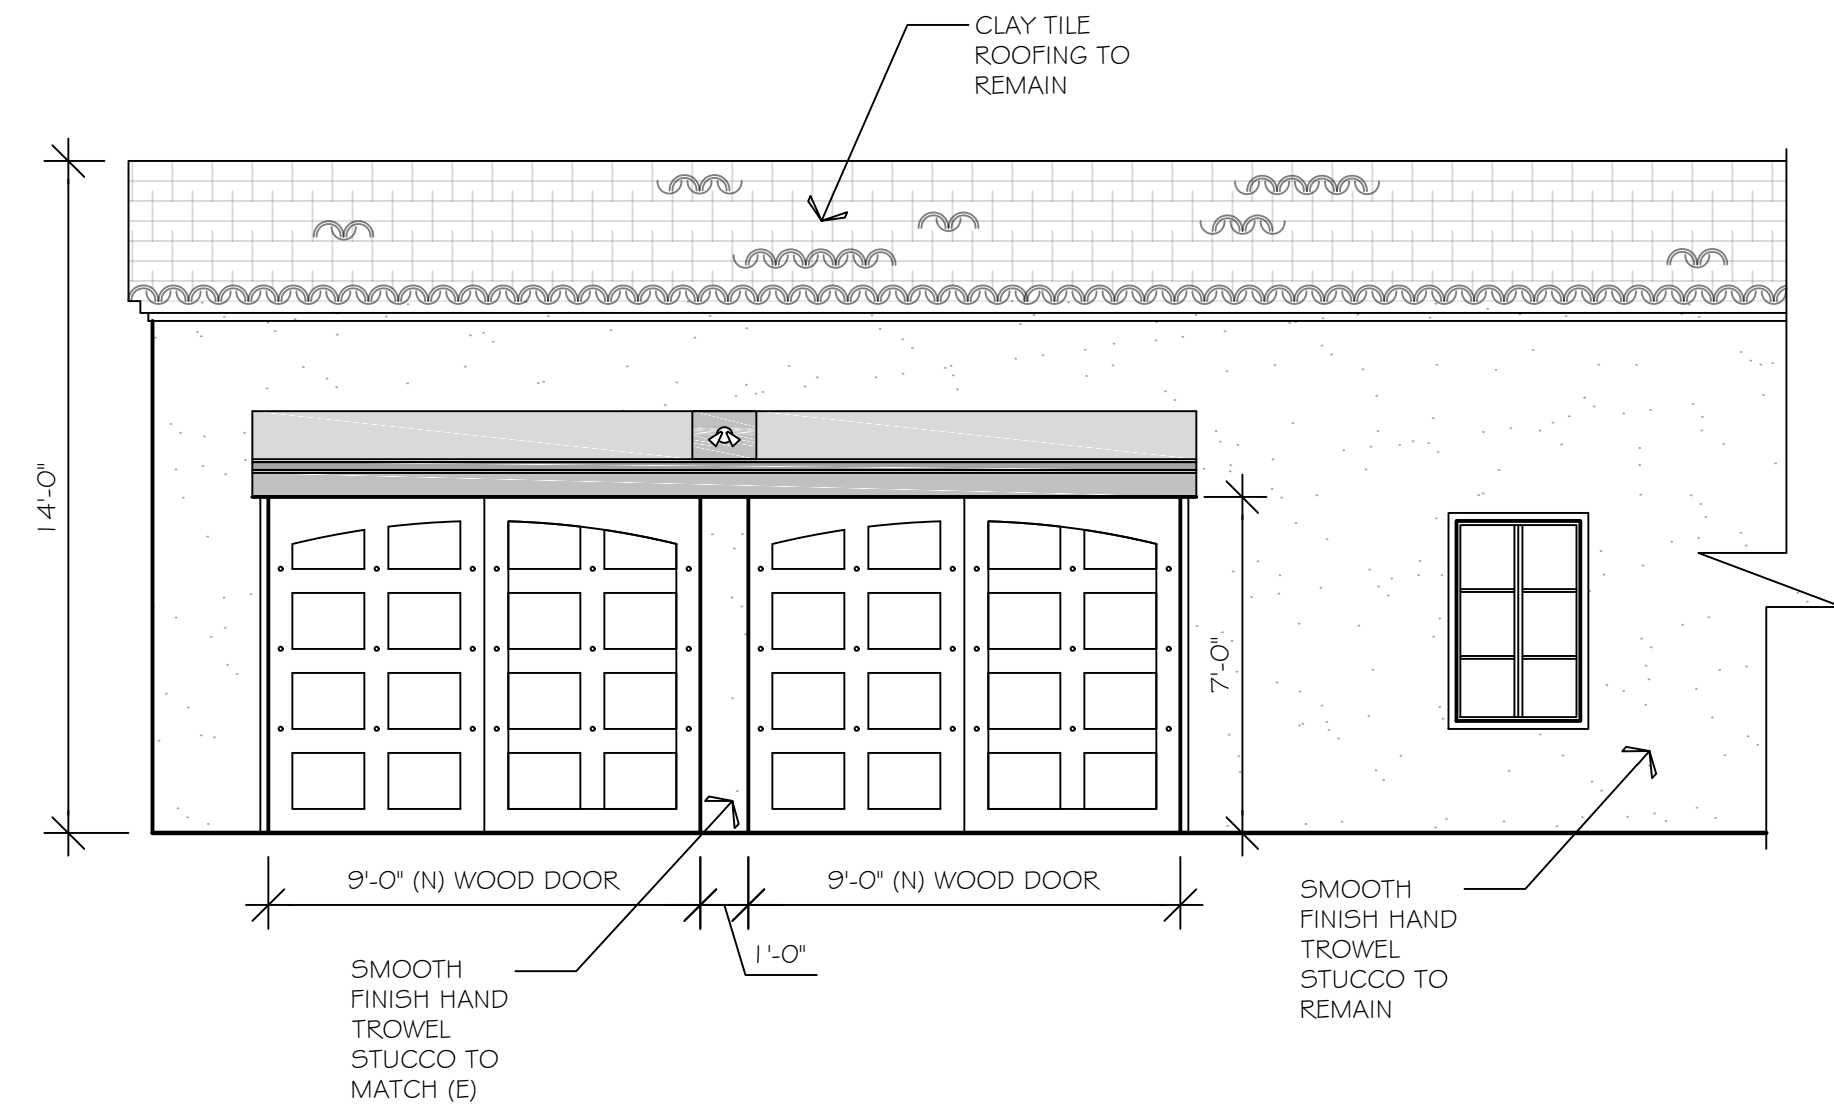 CLAY TILE
ROOFING TO
REMAIN
14'-0"
7'-0"
9'-0" (N) WOOD DOOR
9'-0" (N) WOOD DOOR
1'-0"
SMOOTH
FINISH HAND
TROWEL
STUCCO TO
MATCH (E)
SMOOTH
FINISH HAND
TROWEL
STUCCO TO
REMAIN